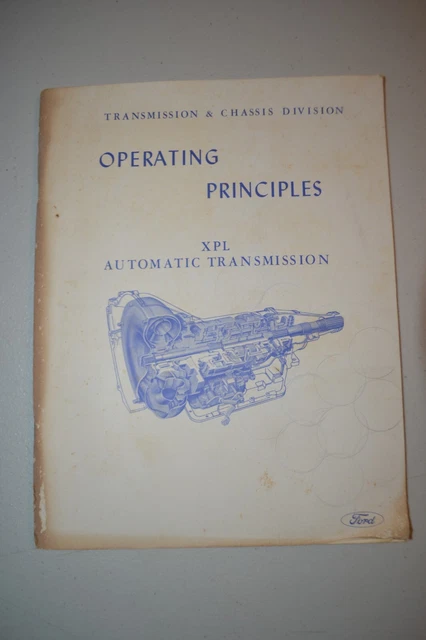 TRANSMISSION & CHASSIS DIVISION
OPERATING
PRINCIPLES
XPL
AUTOMATIC TRANSMISSION
Ford